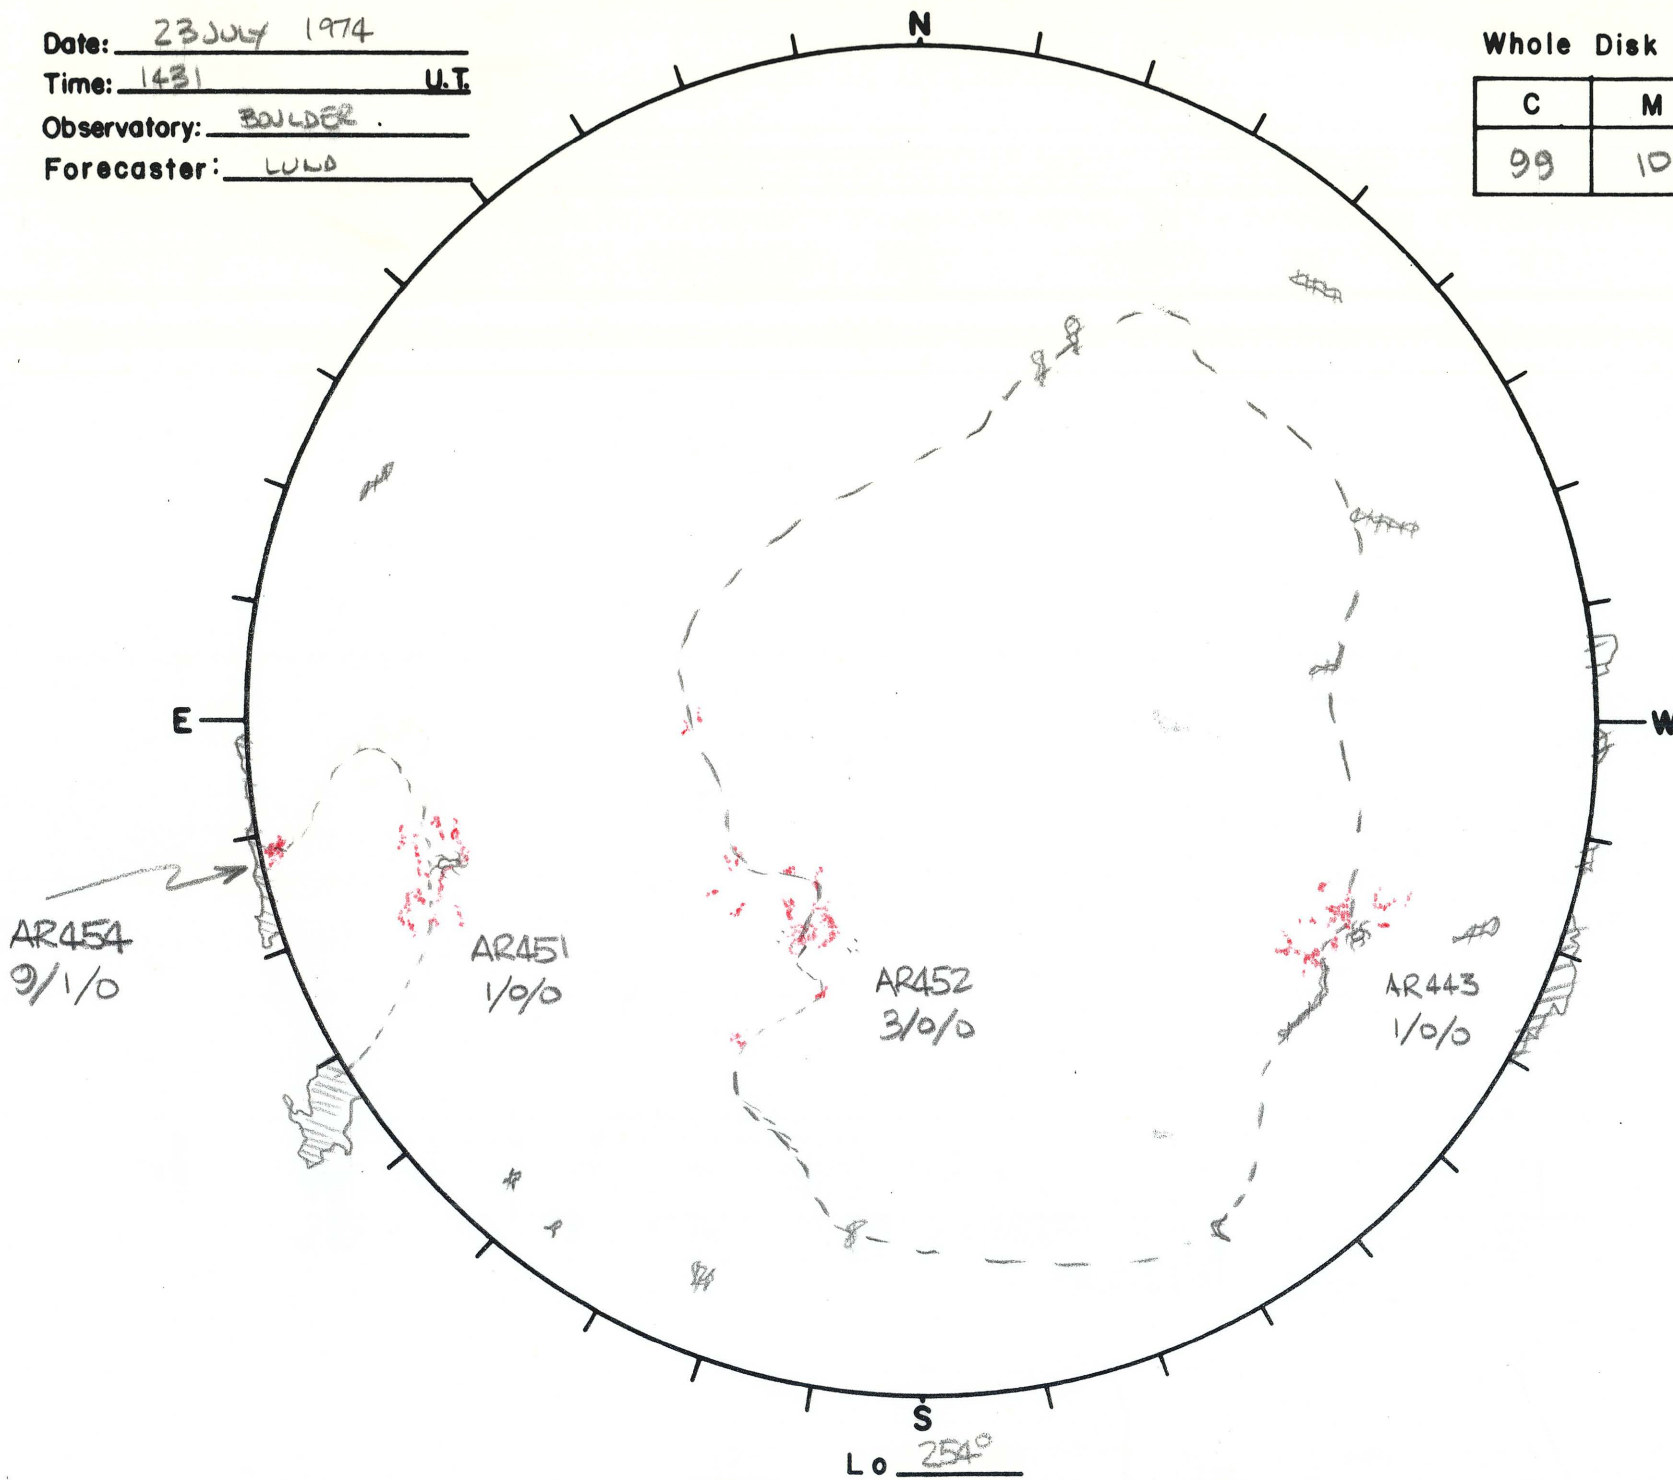 Date: 23 JULY 1974
Time: 1431 U.T.
Observatory: BOULDER .
Forecaster: LUND
N
Whole Disk
C M
99 10
E
W
AR454
9/1/0
AR451
1/0/0
AR452
3/0/0
AR443
1/0/0
S
Lo 254°